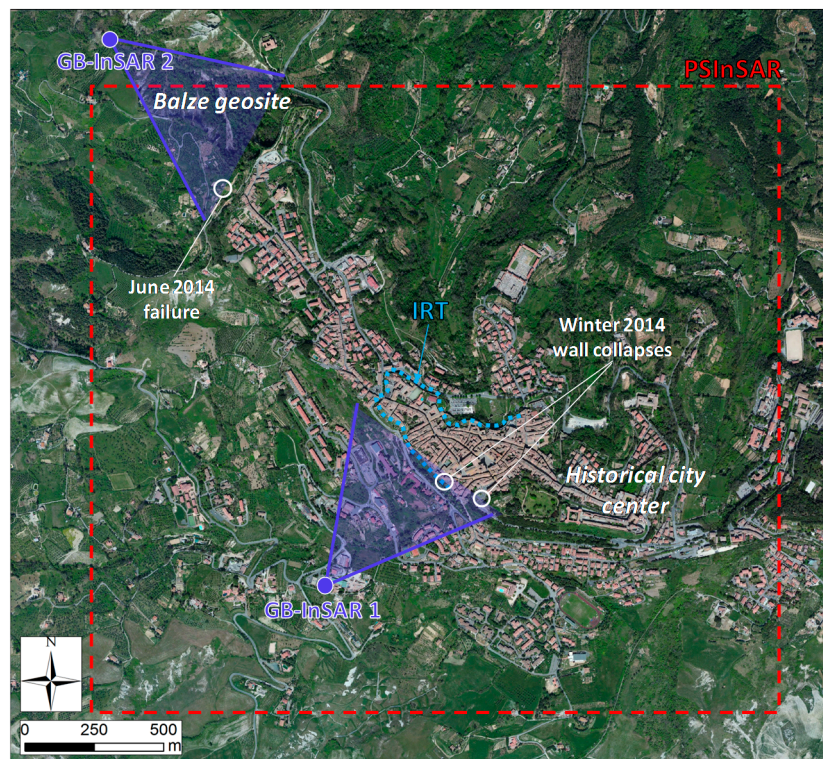 PSInSAR
GB-InSAR 2
Balze geosite
June 2014
failure
IRT
Winter 2014
wall collapses
Historical city
center
GB-InSAR 1
N
0 250 500
m